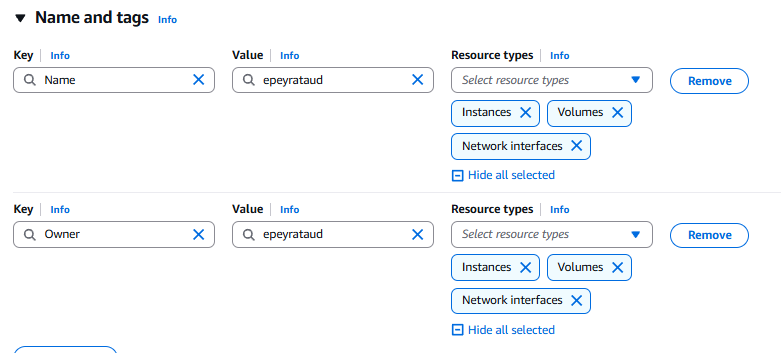 Name and tags Info
Key Info Value Info Resource types Info
Name epeyrataud Select resource types Remove
Instances Volumes
Network interfaces
Hide all selected
Key Info Value Info Resource types Info
Owner epeyrataud Select resource types Remove
Instances Volumes
Network interfaces
Hide all selected